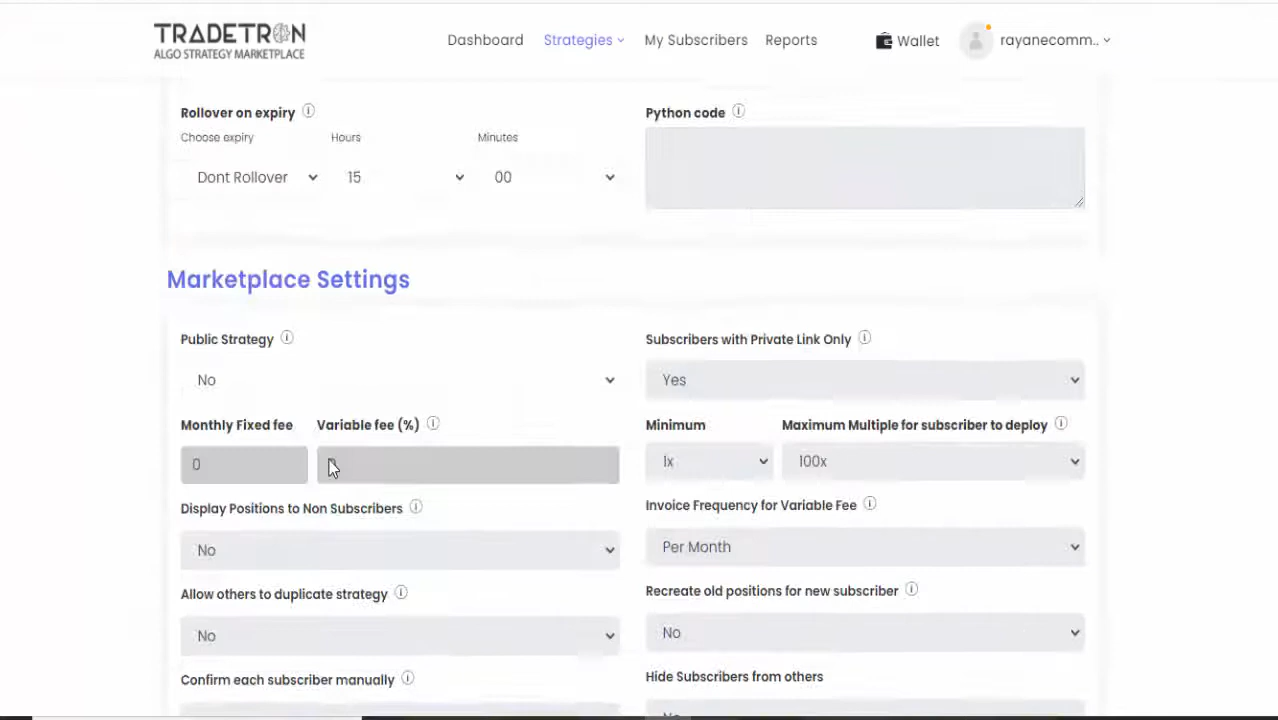 TRADETRON
ALGO STRATEGY MARKETPLACE
Dashboard Strategies My Subscribers Reports Wallet rayanecomm..
Rollover on expiry
Choose expiry Hours Minutes
Dont Rollover 15 00
Python code
Marketplace Settings
Public Strategy
No
Subscribers with Private Link Only
Yes
Monthly Fixed fee Variable fee (%)
0
Minimum Maximum Multiple for subscriber to deploy
1x 100x
Display Positions to Non Subscribers
No
Invoice Frequency for Variable Fee
Per Month
Allow others to duplicate strategy
No
Recreate old positions for new subscriber
No
Confirm each subscriber manually
Hide Subscribers from others